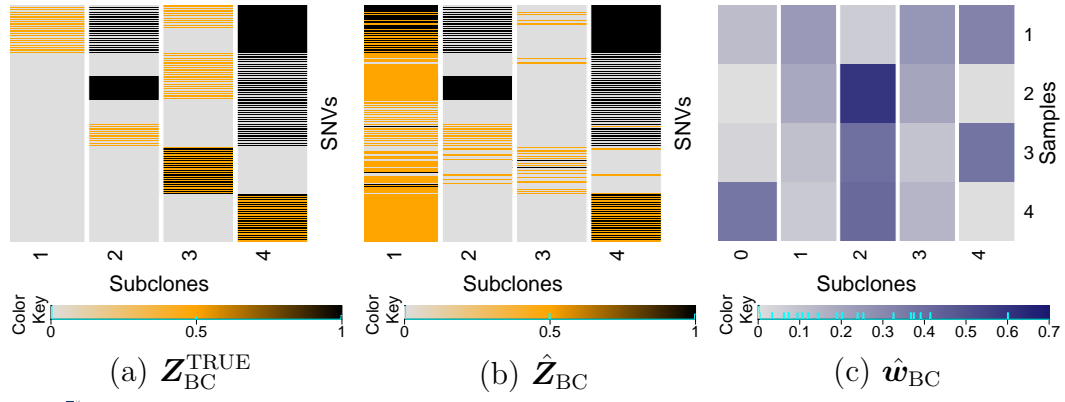 SNVs
1 2 3 4
Subclones
Color Key
0 0.5 1
(a) Z_BC^TRUE
SNVs
1 2 3 4
Subclones
Color Key
0 0.5 1
(b) Ẑ_BC
1
2
3
4
Samples
0 1 2 3 4
Subclones
Color Key
0 0.1 0.2 0.3 0.4 0.5 0.6 0.7
(c) ŵ_BC